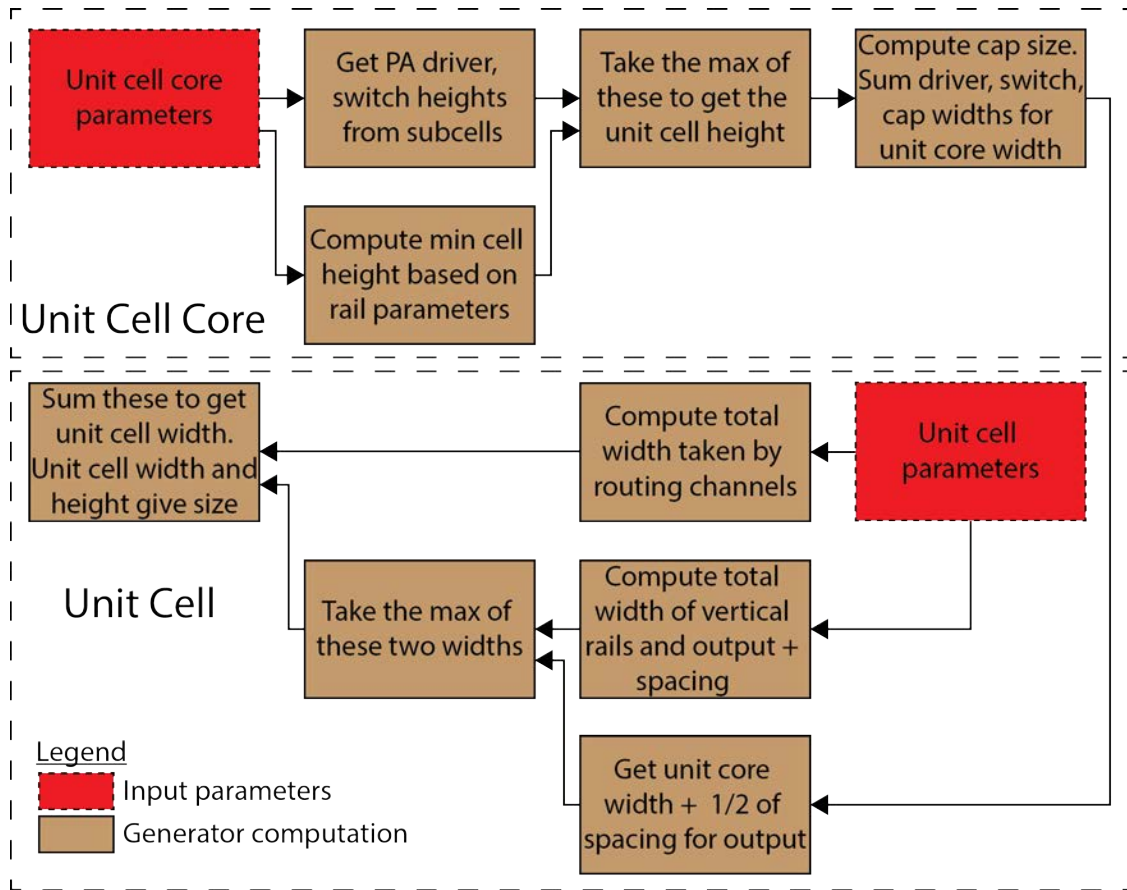 Unit cell core
parameters
Get PA driver,
switch heights
from subcells
Take the max of
these to get the
unit cell height
Compute cap size.
Sum driver, switch,
cap widths for
unit core width
Compute min cell
height based on
rail parameters
Unit Cell Core
Sum these to get
unit cell width.
Unit cell width and
height give size
Compute total
width taken by
routing channels
Unit cell
parameters
Unit Cell
Take the max of
these two widths
Compute total
width of vertical
rails and output +
spacing
Get unit core
width + 1/2 of
spacing for output
Legend
Input parameters
Generator computation